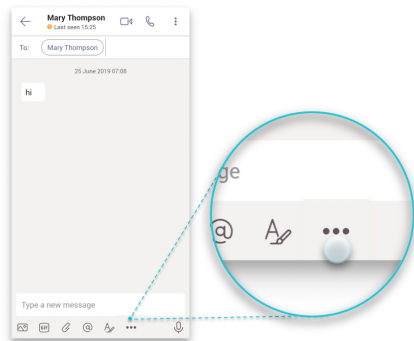 Mary Thompson
Last seen 15:25
To: Mary Thompson
25 June 2019 07:08
hi
Type a new message
GIF @ A
ge
@ A